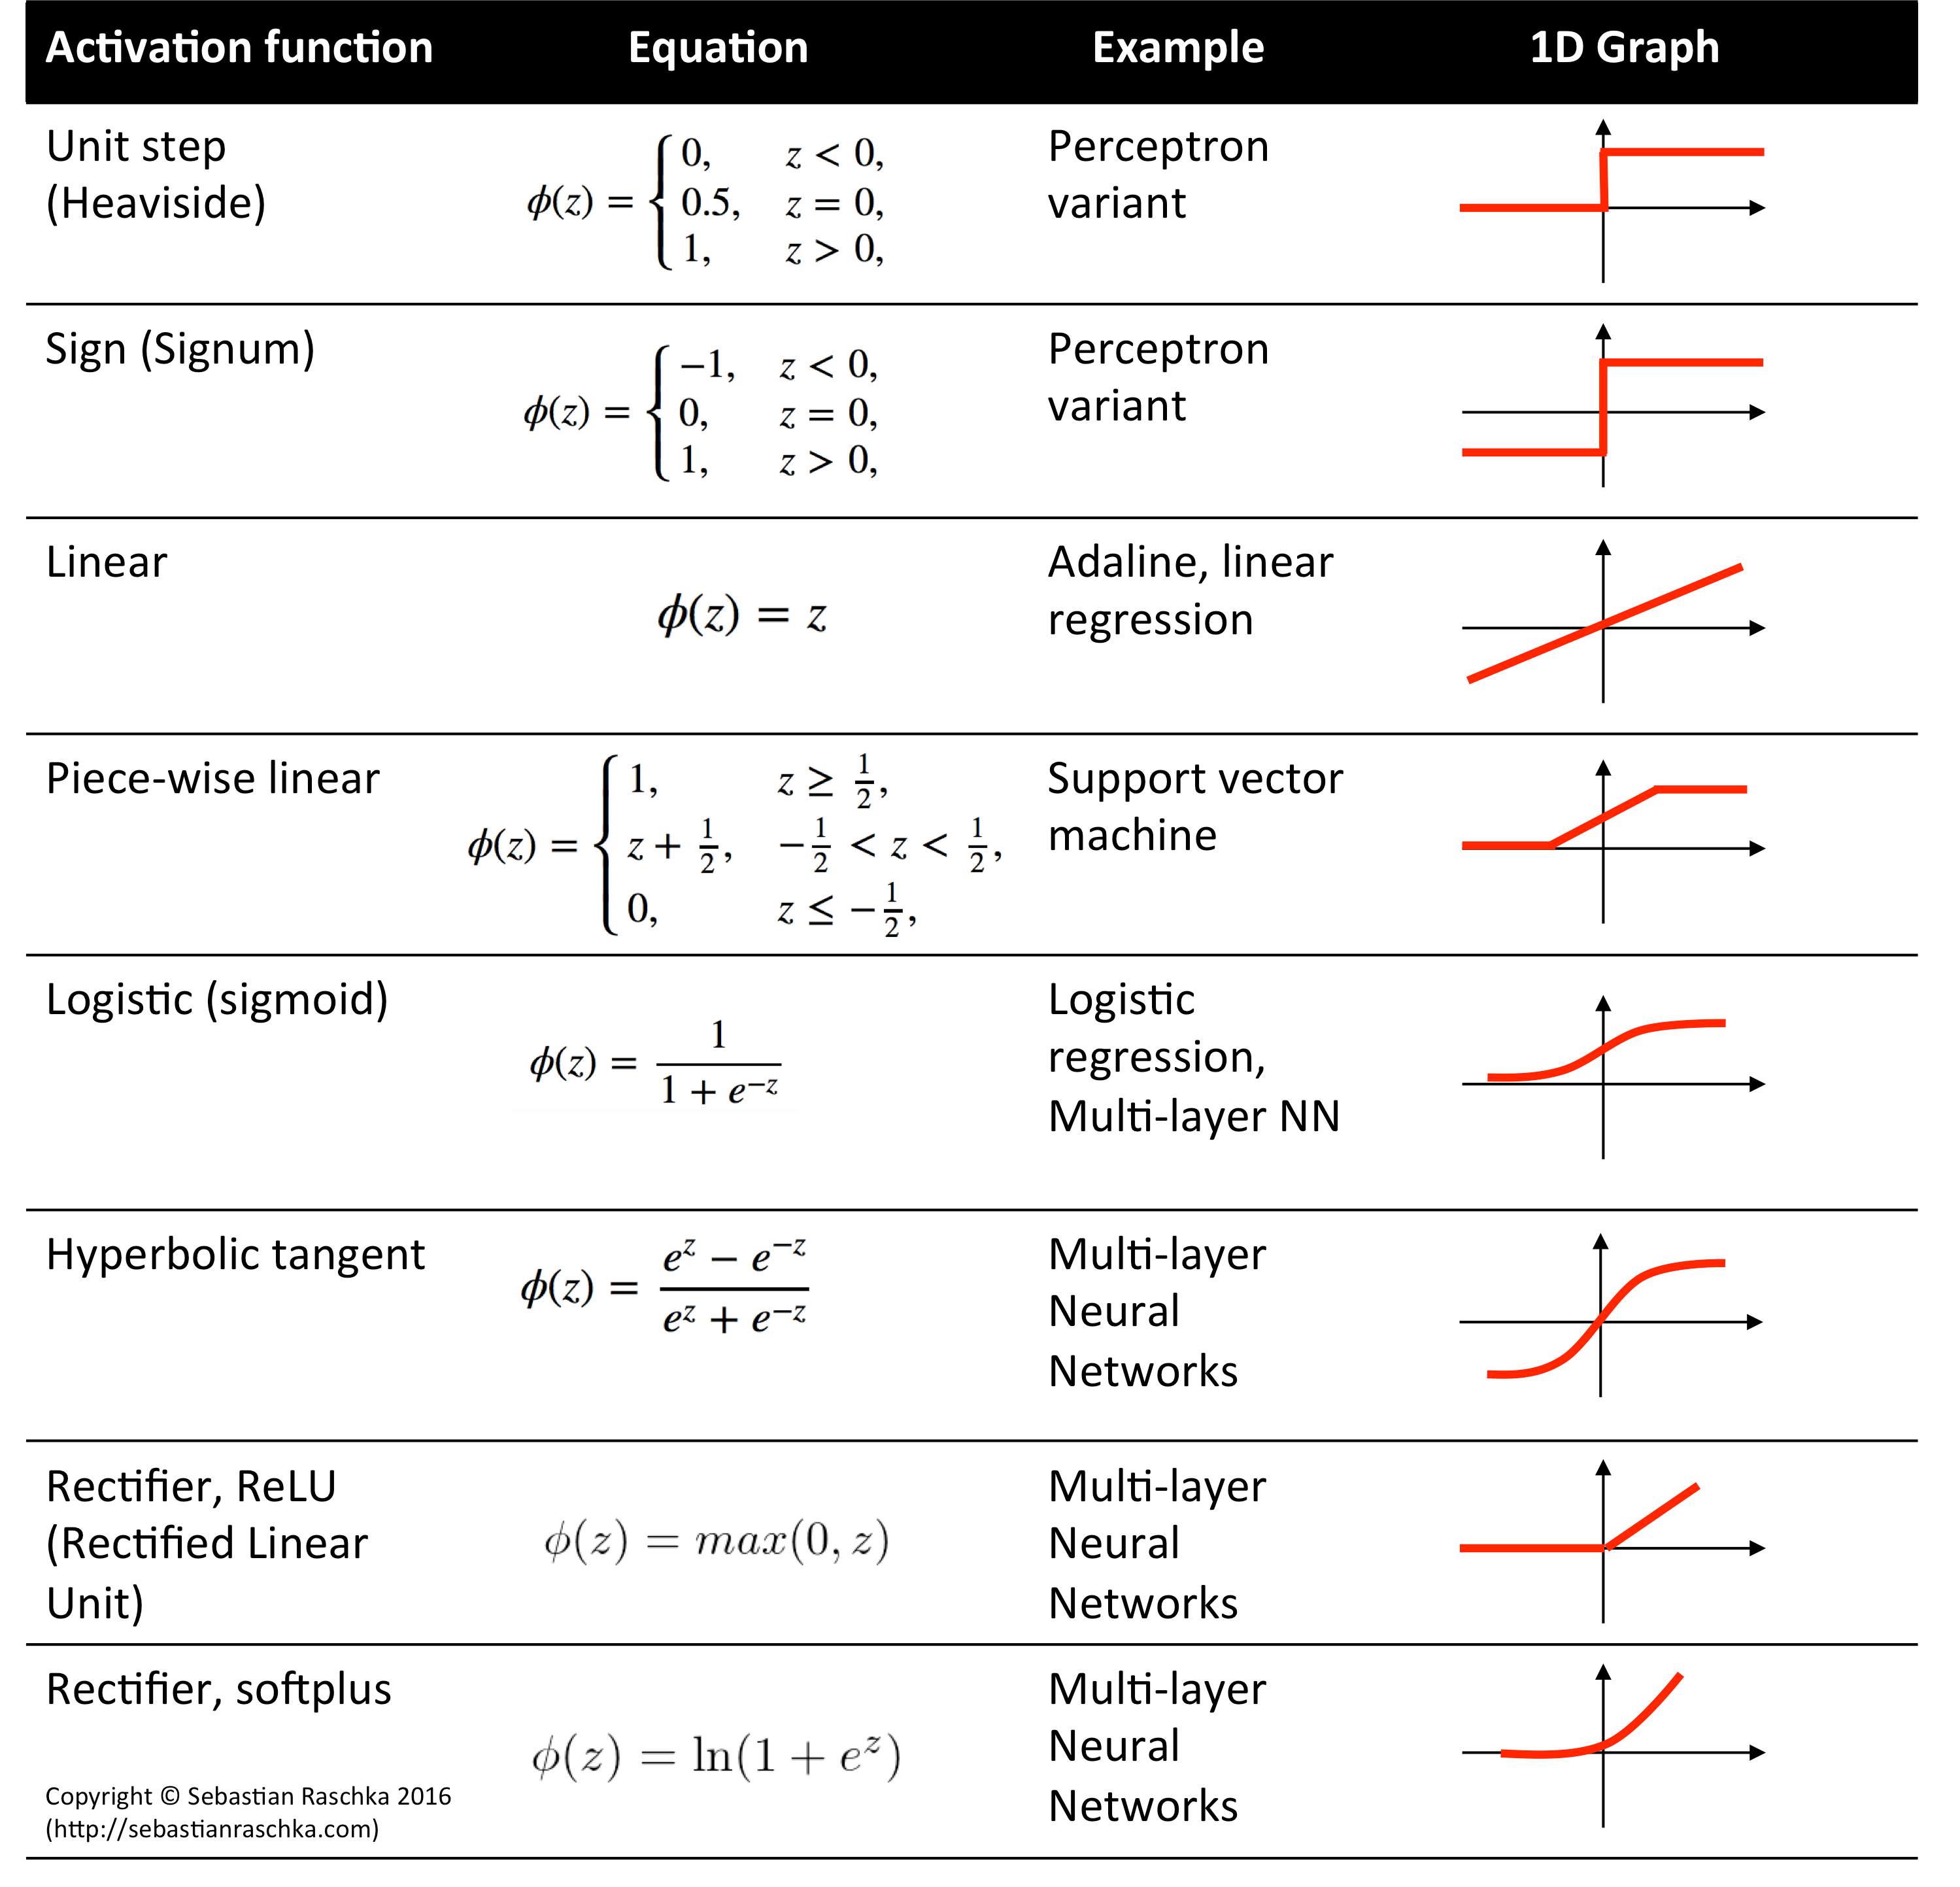 Activation function Equation Example 1D Graph
Unit step
(Heaviside)
ϕ(z) = { 0, z < 0,
0.5, z = 0,
1, z > 0,
Perceptron
variant
Sign (Signum)
ϕ(z) = { −1, z < 0,
0, z = 0,
1, z > 0,
Perceptron
variant
Linear
ϕ(z) = z
Adaline, linear
regression
Piece-wise linear
ϕ(z) = { 1, z ≥ 1/2,
z + 1/2, −1/2 < z < 1/2,
0, z ≤ −1/2,
Support vector
machine
Logistic (sigmoid)
ϕ(z) = 1 / (1 + e^−z)
Logistic
regression,
Multi-layer NN
Hyperbolic tangent
ϕ(z) = (e^z − e^−z) / (e^z + e^−z)
Multi-layer
Neural
Networks
Rectifier, ReLU
(Rectified Linear
Unit)
ϕ(z) = max(0, z)
Multi-layer
Neural
Networks
Rectifier, softplus
ϕ(z) = ln(1 + e^z)
Multi-layer
Neural
Networks
Copyright © Sebastian Raschka 2016
(http://sebastianraschka.com)